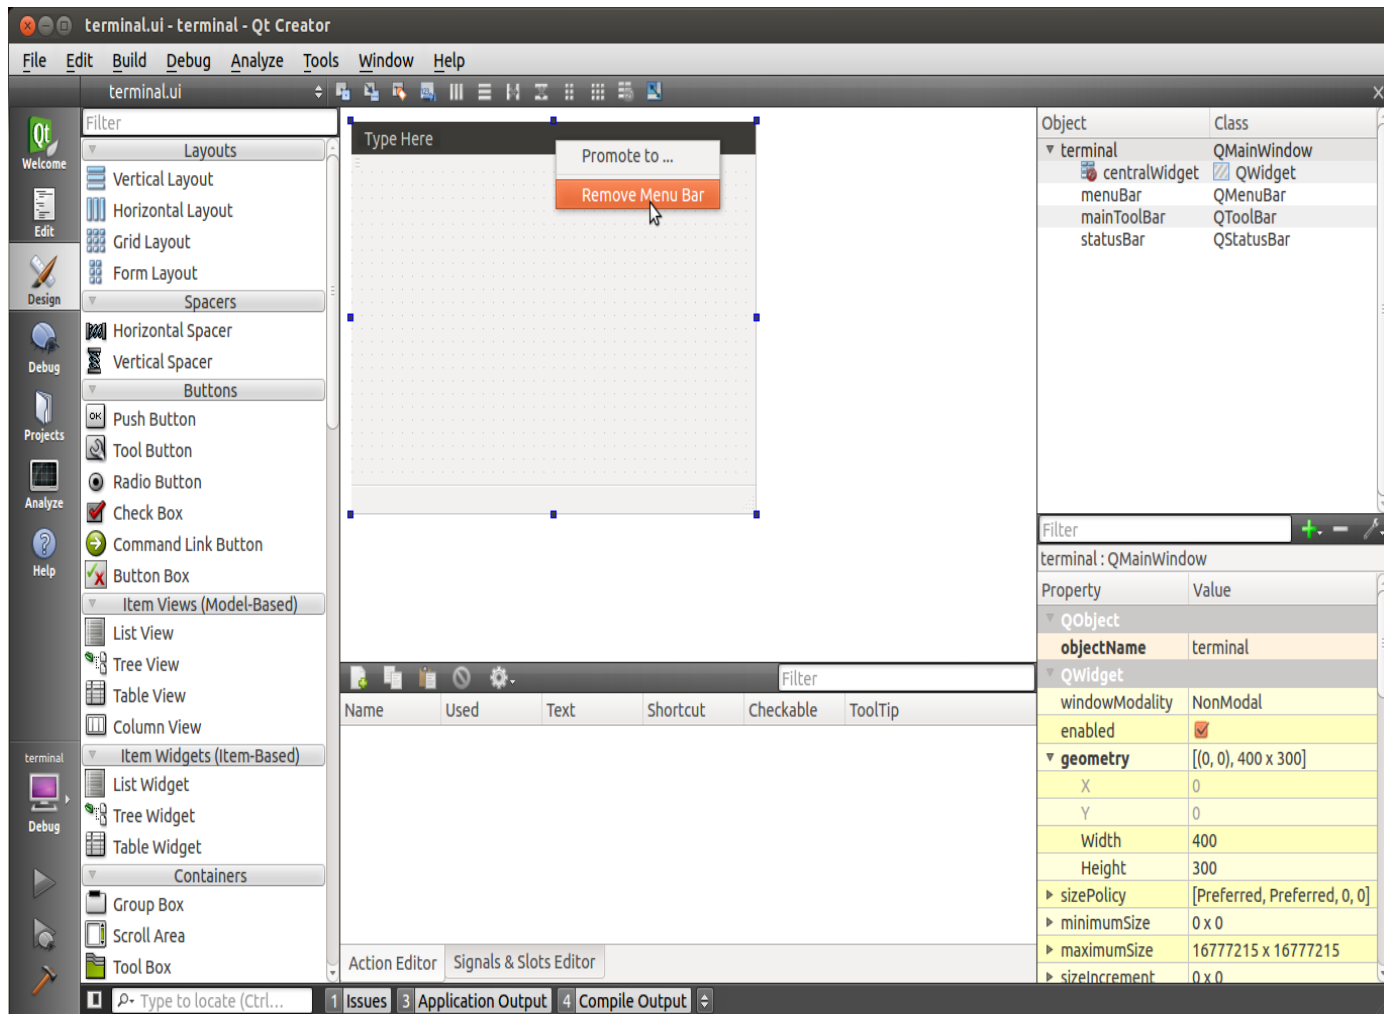 terminal.ui - terminal - Qt Creator
File Edit Build Debug Analyze Tools Window Help
terminal.ui
Qt
Welcome
Edit
Design
Debug
Projects
Analyze
Help
terminal
Debug
Filter
Layouts
Vertical Layout
Horizontal Layout
Grid Layout
Form Layout
Spacers
Horizontal Spacer
Vertical Spacer
Buttons
OK Push Button
Tool Button
Radio Button
Check Box
Command Link Button
Button Box
Item Views (Model-Based)
List View
Tree View
Table View
Column View
Item Widgets (Item-Based)
List Widget
Tree Widget
Table Widget
Containers
Group Box
Scroll Area
Tool Box
Type Here
Promote to ...
Remove Menu Bar
Filter
Name Used Text Shortcut Checkable ToolTip
Action Editor Signals & Slots Editor
Object Class
terminal QMainWindow
centralWidget QWidget
menuBar QMenuBar
mainToolBar QToolBar
statusBar QStatusBar
Filter
terminal : QMainWindow
Property Value
QObject
objectName terminal
QWidget
windowModality NonModal
enabled
geometry [(0, 0), 400 x 300]
X 0
Y 0
Width 400
Height 300
sizePolicy [Preferred, Preferred, 0, 0]
minimumSize 0 x 0
maximumSize 16777215 x 16777215
sizeIncrement 0 x 0
Type to locate (Ctrl... 1 Issues 3 Application Output 4 Compile Output